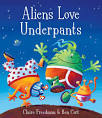 Aliens Love
Underpants
Claire Freedman & Ben Cort